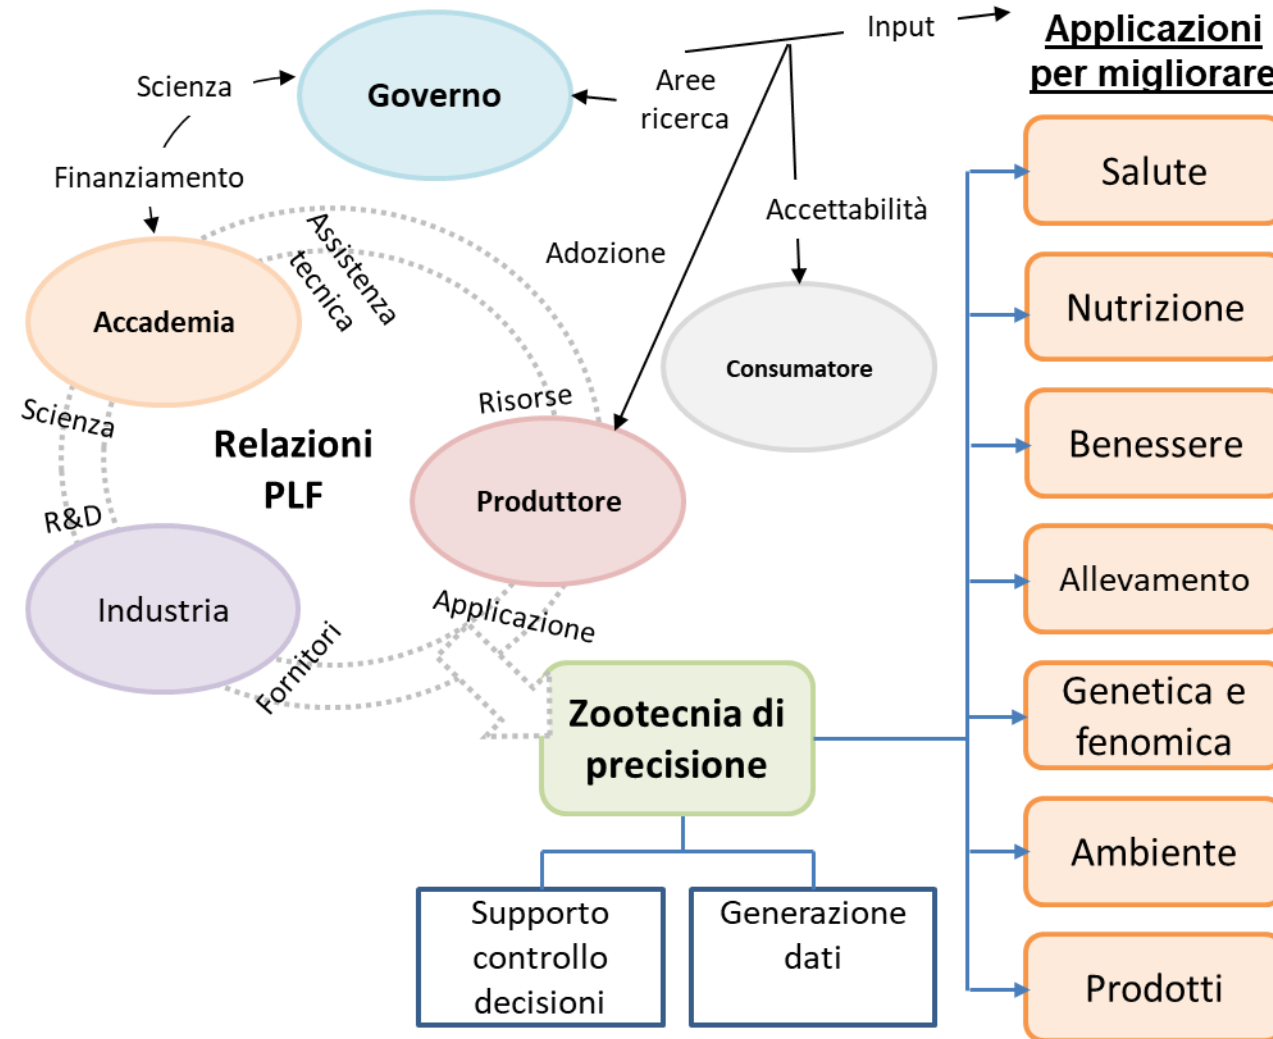 Input
Applicazioni
per migliorare
Scienza
Governo
Aree
ricerca
Finanziamento
Accettabilità
Adozione
Assistenza
tecnica
Accademia
Consumatore
Scienza
Risorse
Relazioni
PLF
Produttore
R&D
Industria
Applicazione
Fornitori
Zootecnia di
precisione
Supporto
controllo
decisioni
Generazione
dati
Salute
Nutrizione
Benessere
Allevamento
Genetica e
fenomica
Ambiente
Prodotti